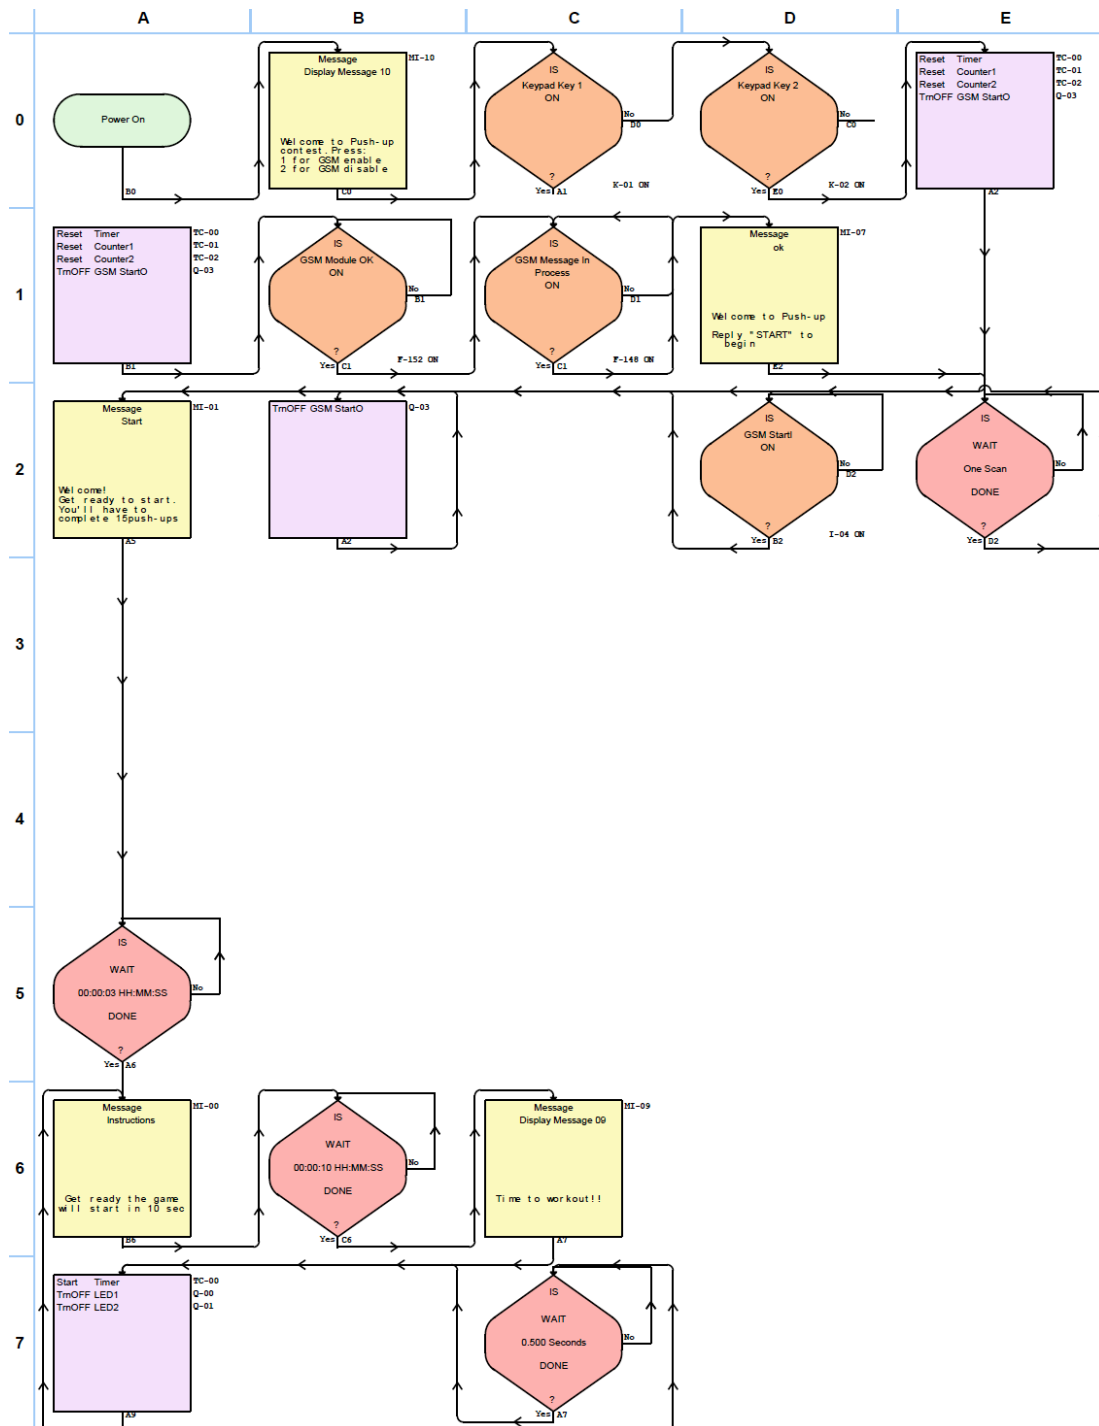 A B C D E
0
Power On
B0
Message MI-10
Display Message 10
Welcome to Push-up
contest. Press:
1 for GSM enable
2 for GSM disable
C0
IS
Keypad Key 1
ON
No
D0
?
Yes A1
K-01 ON
IS
Keypad Key 2
ON
No
C0
?
Yes E0
K-02 ON
Reset Timer TC-00
Reset Counter1 TC-01
Reset Counter2 TC-02
TrnOFF GSM StartO Q-03
A2
1
Reset Timer TC-00
Reset Counter1 TC-01
Reset Counter2 TC-02
TrnOFF GSM StartO Q-03
B1
IS
GSM Module OK
ON
No
B1
?
Yes C1
F-152 ON
IS
GSM Message In
Process
ON
No
D1
?
Yes C1
F-148 ON
Message MI-07
ok
Welcome to Push-up
Reply "START" to
begin
E2
2
Message MI-01
Start
Welcome!
Get ready to start.
You'll have to
complete 15push-ups
A5
TrnOFF GSM StartO Q-03
A2
IS
GSM StartI
ON
No
D2
?
Yes B2
I-04 ON
IS
WAIT
One Scan
DONE
No
?
Yes D2
3
4
5
IS
WAIT
00:00:03 HH:MM:SS
DONE
No
?
Yes A6
6
Message MI-00
Instructions
Get ready the game
will start in 10 sec
B6
IS
WAIT
00:00:10 HH:MM:SS
DONE
No
?
Yes C6
Message MI-09
Display Message 09
Time to workout!!
A7
7
Start Timer TC-00
TrnOFF LED1 Q-00
TrnOFF LED2 Q-01
A9
IS
WAIT
0.500 Seconds
DONE
No
?
Yes A7